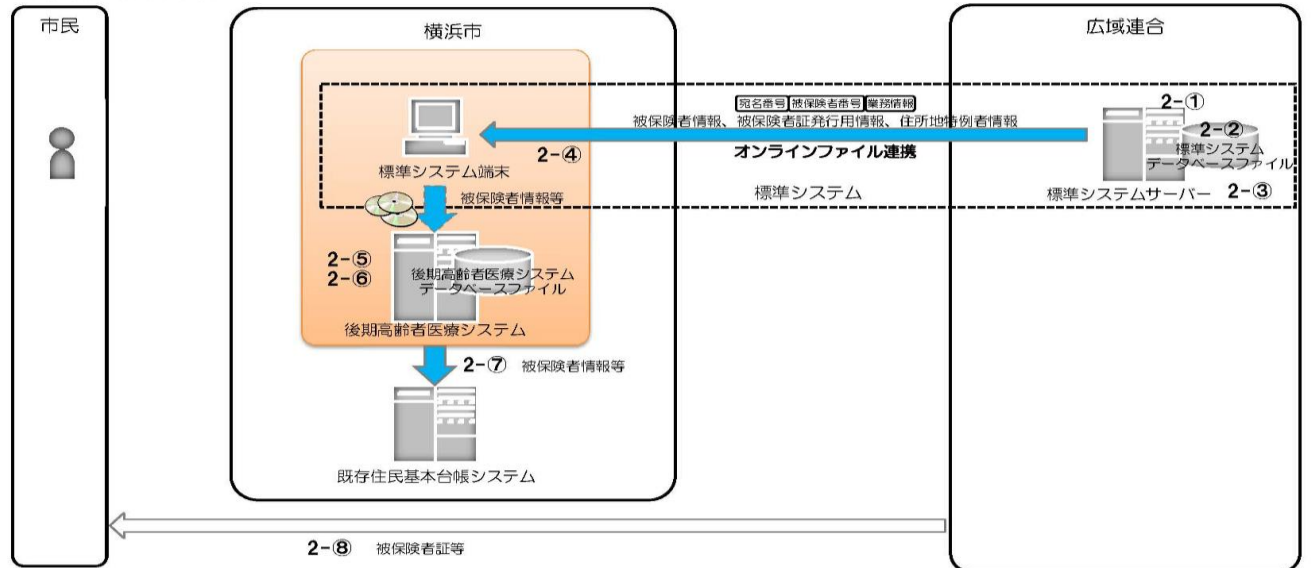 市民
横浜市
広域連合
宛名番号 被保険者番号 業務情報
被保険者情報、被保険者証発行用情報、住所地特例者情報
オンラインファイル連携
2-①
2-②
標準システム
データベースファイル
標準システムサーバー
2-③
2-④
標準システム端末
標準システム
被保険者情報等
2-⑤
2-⑥
後期高齢者医療システム
データベースファイル
後期高齢者医療システム
2-⑦ 被保険者情報等
既存住民基本台帳システム
2-⑧ 被保険者証等